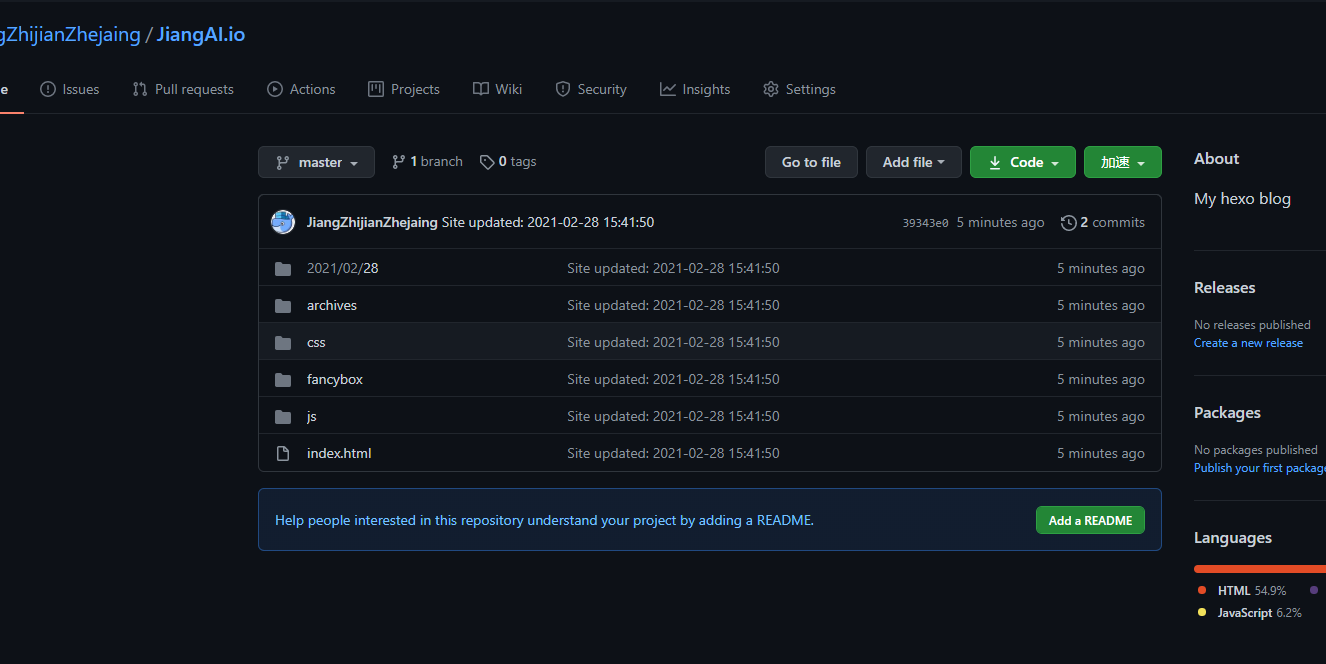 gZhijianZhejaing / JiangAI.io
e Issues Pull requests Actions Projects Wiki Security Insights Settings
master 1 branch 0 tags Go to file Add file Code 加速
JiangZhijianZhejaing Site updated: 2021-02-28 15:41:50 39343e0 5 minutes ago 2 commits
2021/02/28 Site updated: 2021-02-28 15:41:50 5 minutes ago
archives Site updated: 2021-02-28 15:41:50 5 minutes ago
css Site updated: 2021-02-28 15:41:50 5 minutes ago
fancybox Site updated: 2021-02-28 15:41:50 5 minutes ago
js Site updated: 2021-02-28 15:41:50 5 minutes ago
index.html Site updated: 2021-02-28 15:41:50 5 minutes ago
Help people interested in this repository understand your project by adding a README. Add a README
About
My hexo blog
Releases
No releases published
Create a new release
Packages
No packages published
Publish your first package
Languages
HTML 54.9%
JavaScript 6.2%